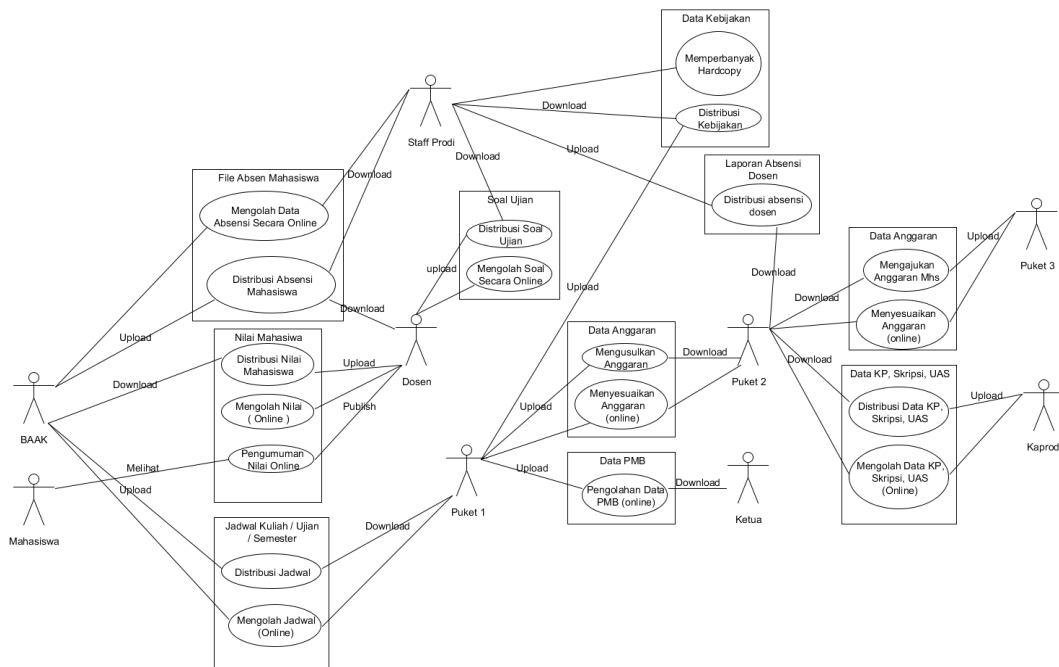 Data Kebijakan
Memperbanyak
Hardcopy
Download
Distribusi
Kebijakan
Staff Prodi
Download
Upload
Download
File Absen Mahasiswa
Mengolah Data
Absensi Secara Online
Distribusi Absensi
Mahasiswa
Upload
Download
Soal Ujian
Distribusi Soal
Ujian
upload
Mengolah Soal
Secara Online
Upload
Laporan Absensi
Dosen
Distribusi absensi
dosen
Download
Data Anggaran
Upload
Mengajukan
Anggaran Mhs
Download
Menyesuaikan
Anggaran
(online)
Puket 3
Nilai Mahasiwa
Distribusi Nilai
Mahasiswa
Upload
Dosen
Download
Mengolah Nilai
( Online )
Publish
BAAK
Pengumuman
Nilai Online
Melihat
Upload
Mahasiswa
Data Anggaran
Mengusulkan
Anggaran
Download
Menyesuaikan
Anggaran
(online)
Upload
Puket 2
Download
Data KP, Skripsi, UAS
Distribusi Data KP,
Skripsi, UAS
Upload
Mengolah Data KP,
Skripsi, UAS
(Online)
Kaprod
Data PMB
Upload
Pengolahan Data
PMB (online)
Download
Puket 1
Ketua
Jadwal Kuliah / Ujian
/ Semester
Download
Distribusi Jadwal
Mengolah Jadwal
(Online)